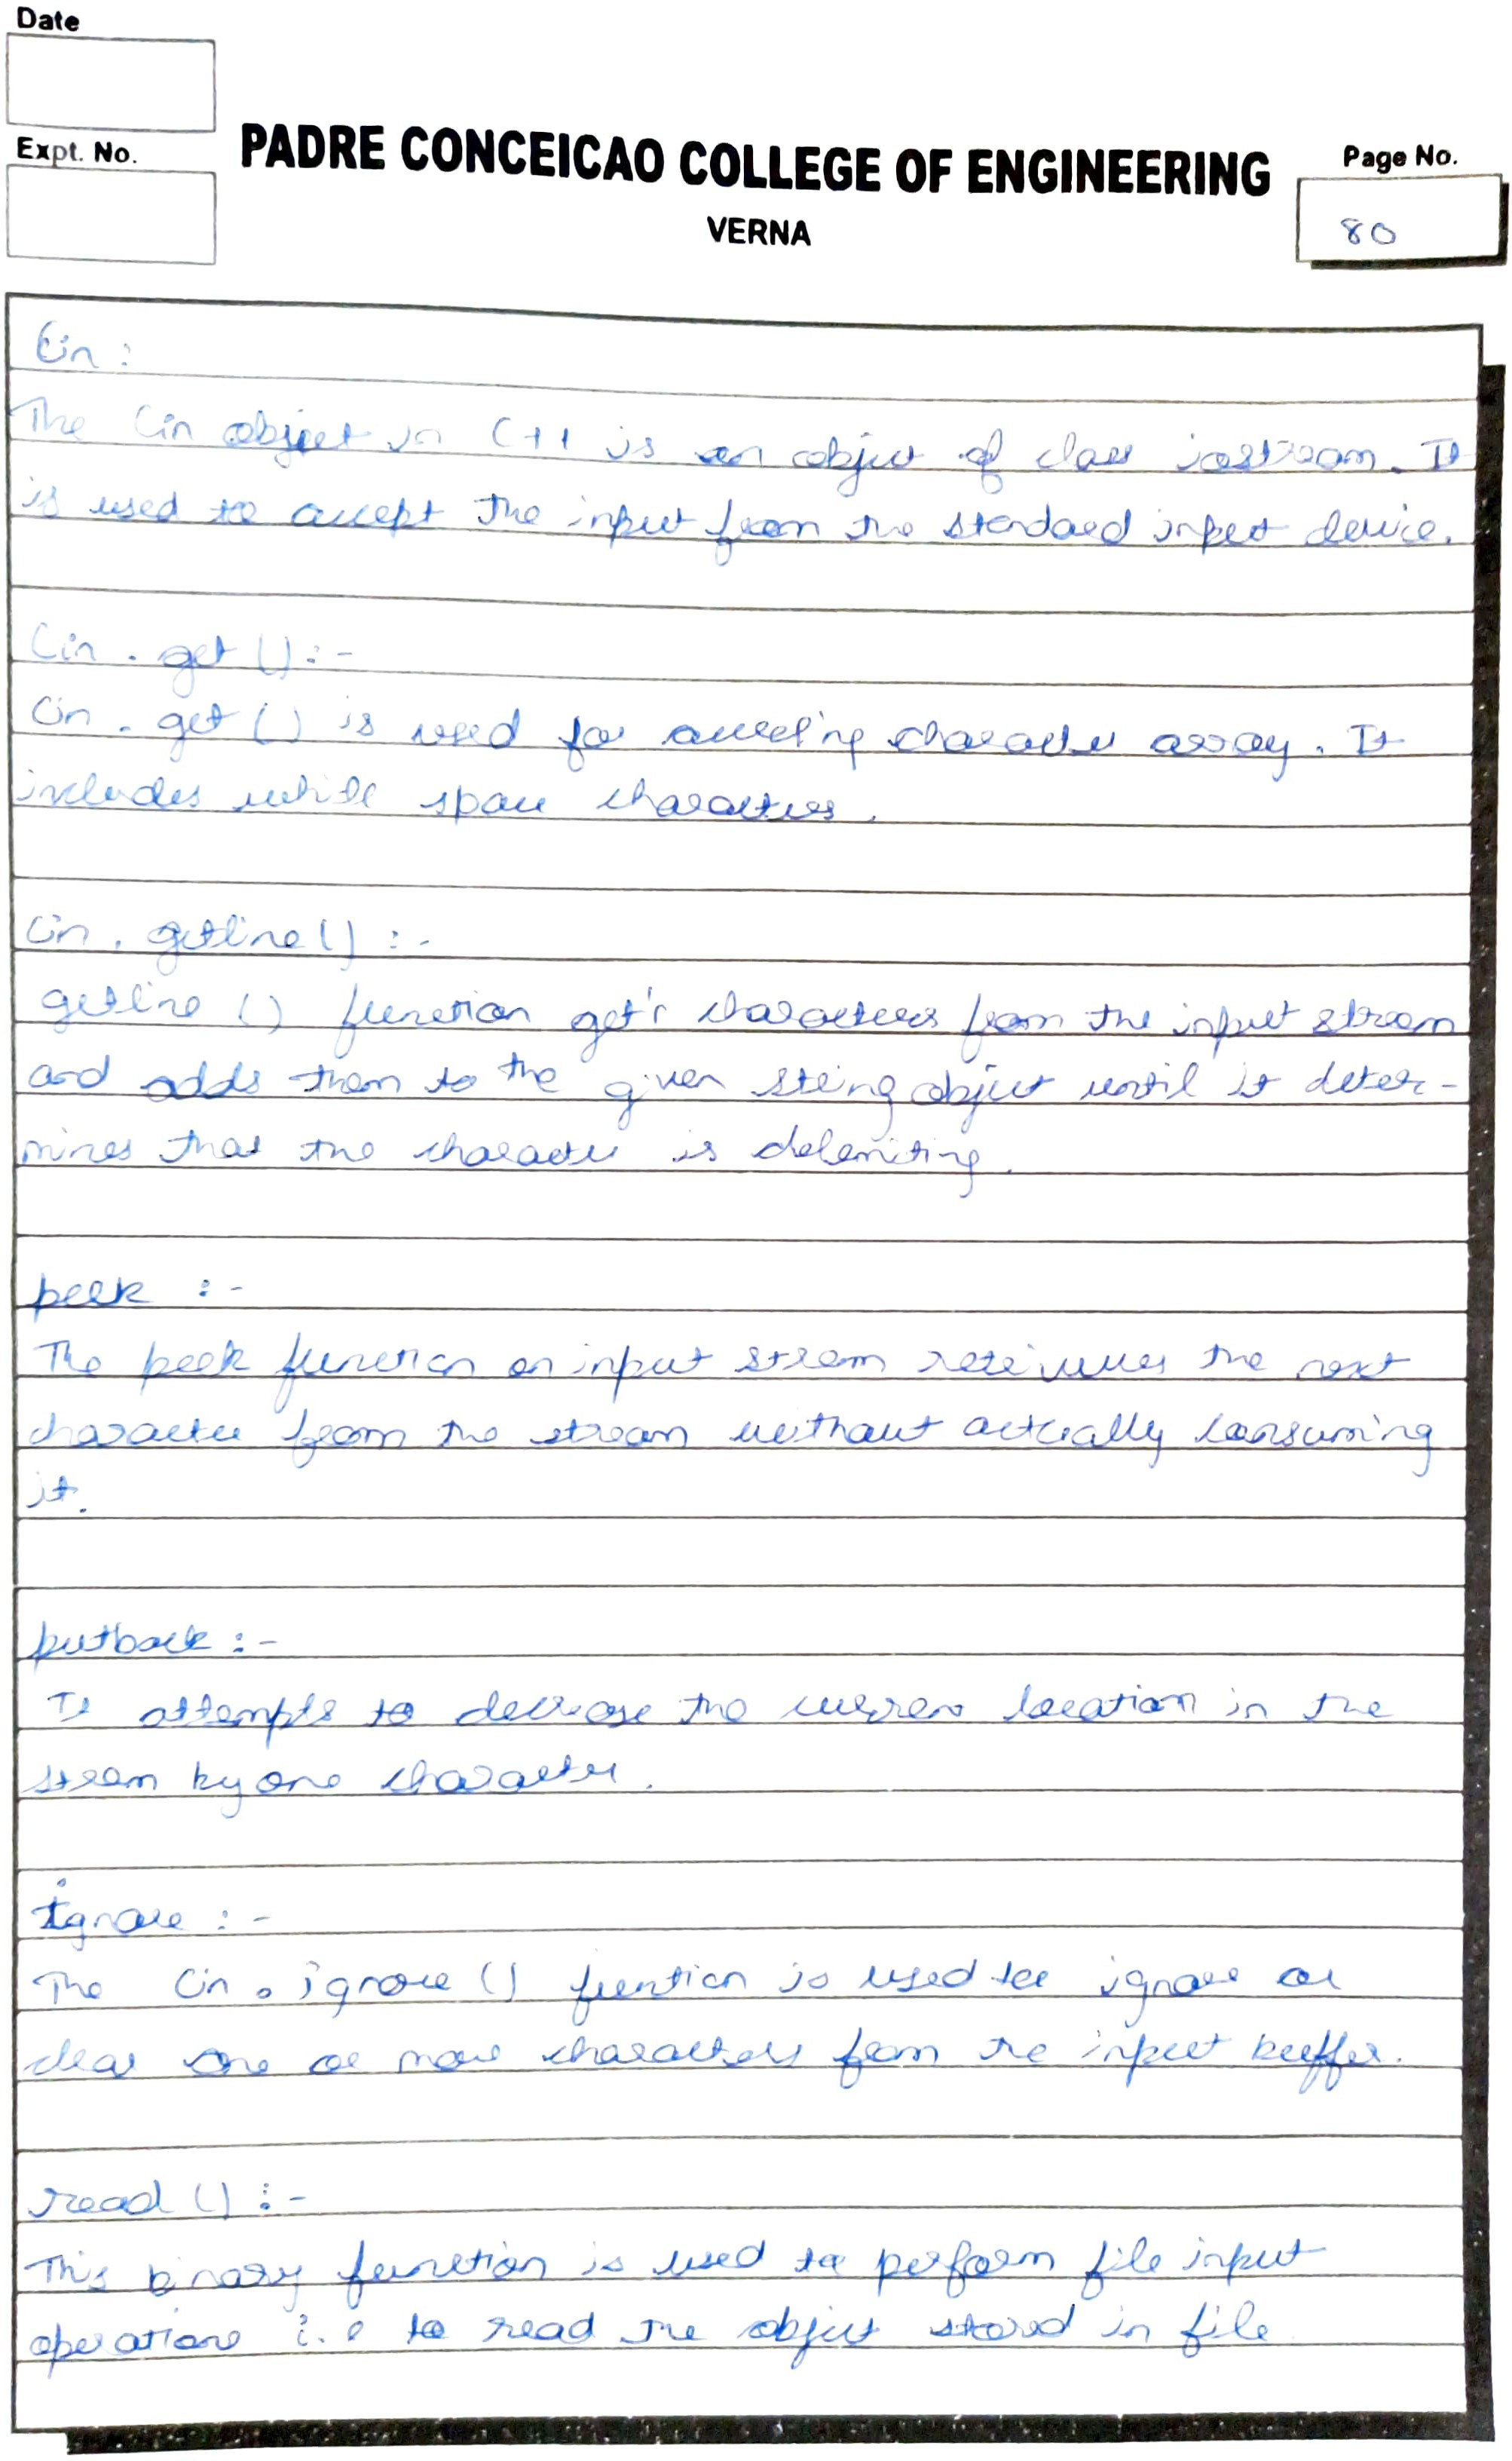 Date
Expt. No.
PADRE CONCEICAO COLLEGE OF ENGINEERING
VERNA
Page No.
80
Cin :
The Cin object in C++ is an object of class iostream. It
is used to accept the input from the standard input device.
Cin . get () :-
Cin . get () is used for accepting character array. It
includes white space characters.
Cin . getline () :-
getline () function get's characters from the input stream
and adds them to the given string object until it deter-
mines that the character is delemiting.
peek :-
The peek function on input stream retrieves the next
character from the stream without actually consuming
it.
putback :-
It attempts to decrease the current location in the
stream by one character.
ignore :-
The Cin . ignore () function is used to ignore or
clear one or more characters from the input buffer.
read () :-
This binary function is used to perform file input
operations i.e to read the object stored in file